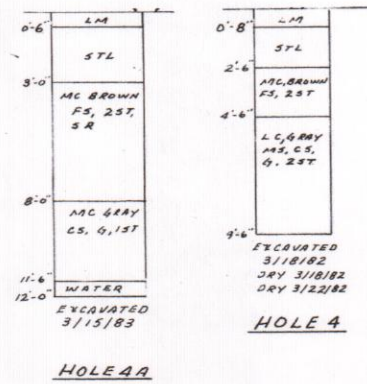 LM
0'-6"
STL
3'-0"
MC BROWN
FS, 2ST,
SR
8'-0"
MC GRAY
CS, G, 1ST
11'-6"
WATER
12'-0"
EXCAVATED
3/15/83
HOLE 4A
LM
0'-8"
STL
2'-6"
MC, BROWN
FS, 2ST
4'-6"
LC, GRAY
MS, CS,
G. 2ST
9'-6"
EXCAVATED
3/18/82
DRY 3/18/82
DRY 3/22/82
HOLE 4